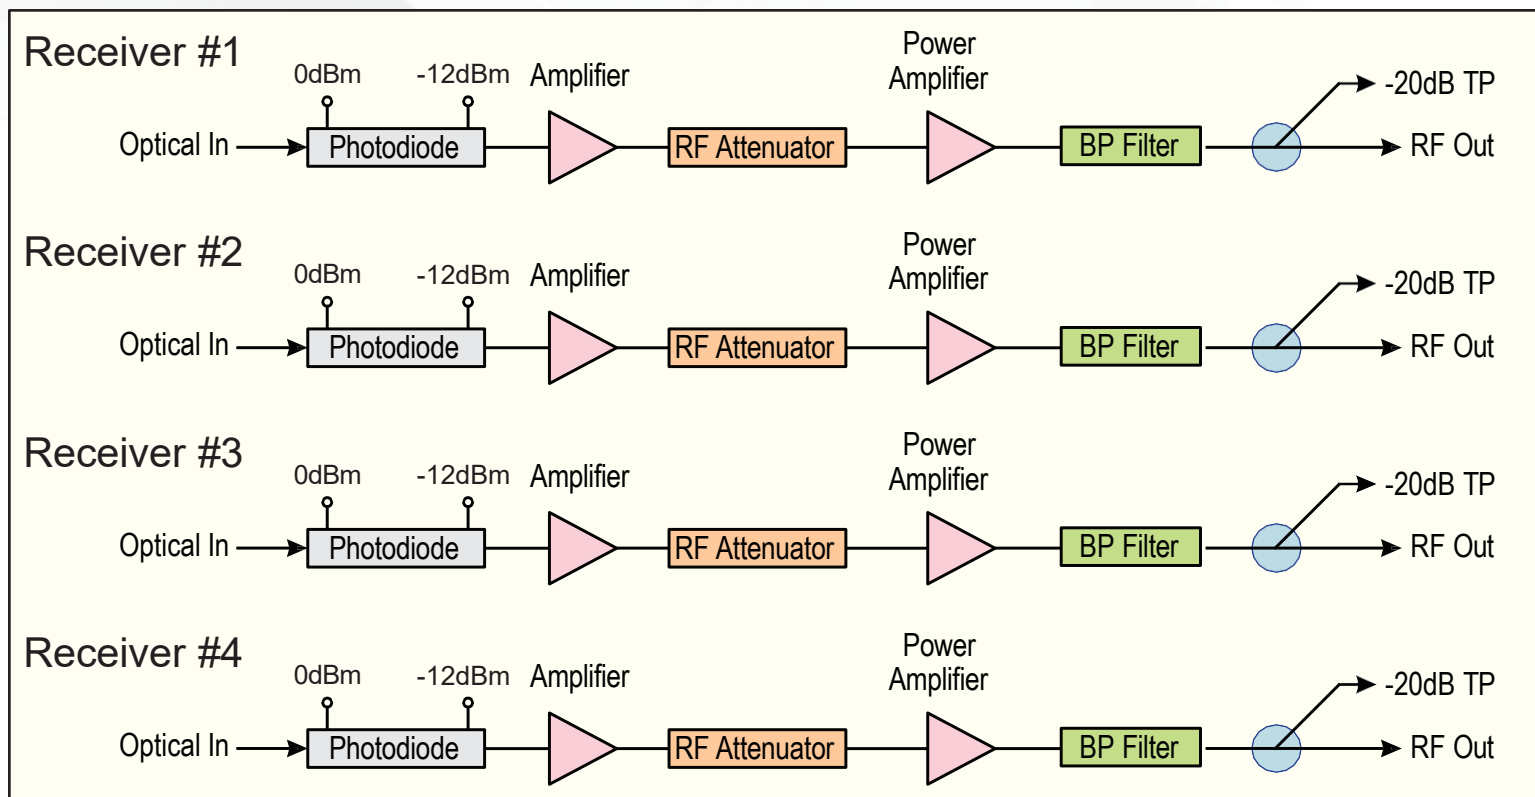 Receiver #1
0dBm
-12dBm
Amplifier
Power
Amplifier
-20dB TP
Optical In
Photodiode
RF Attenuator
BP Filter
RF Out
Receiver #2
0dBm
-12dBm
Amplifier
Power
Amplifier
-20dB TP
Optical In
Photodiode
RF Attenuator
BP Filter
RF Out
Receiver #3
0dBm
-12dBm
Amplifier
Power
Amplifier
-20dB TP
Optical In
Photodiode
RF Attenuator
BP Filter
RF Out
Receiver #4
0dBm
-12dBm
Amplifier
Power
Amplifier
-20dB TP
Optical In
Photodiode
RF Attenuator
BP Filter
RF Out